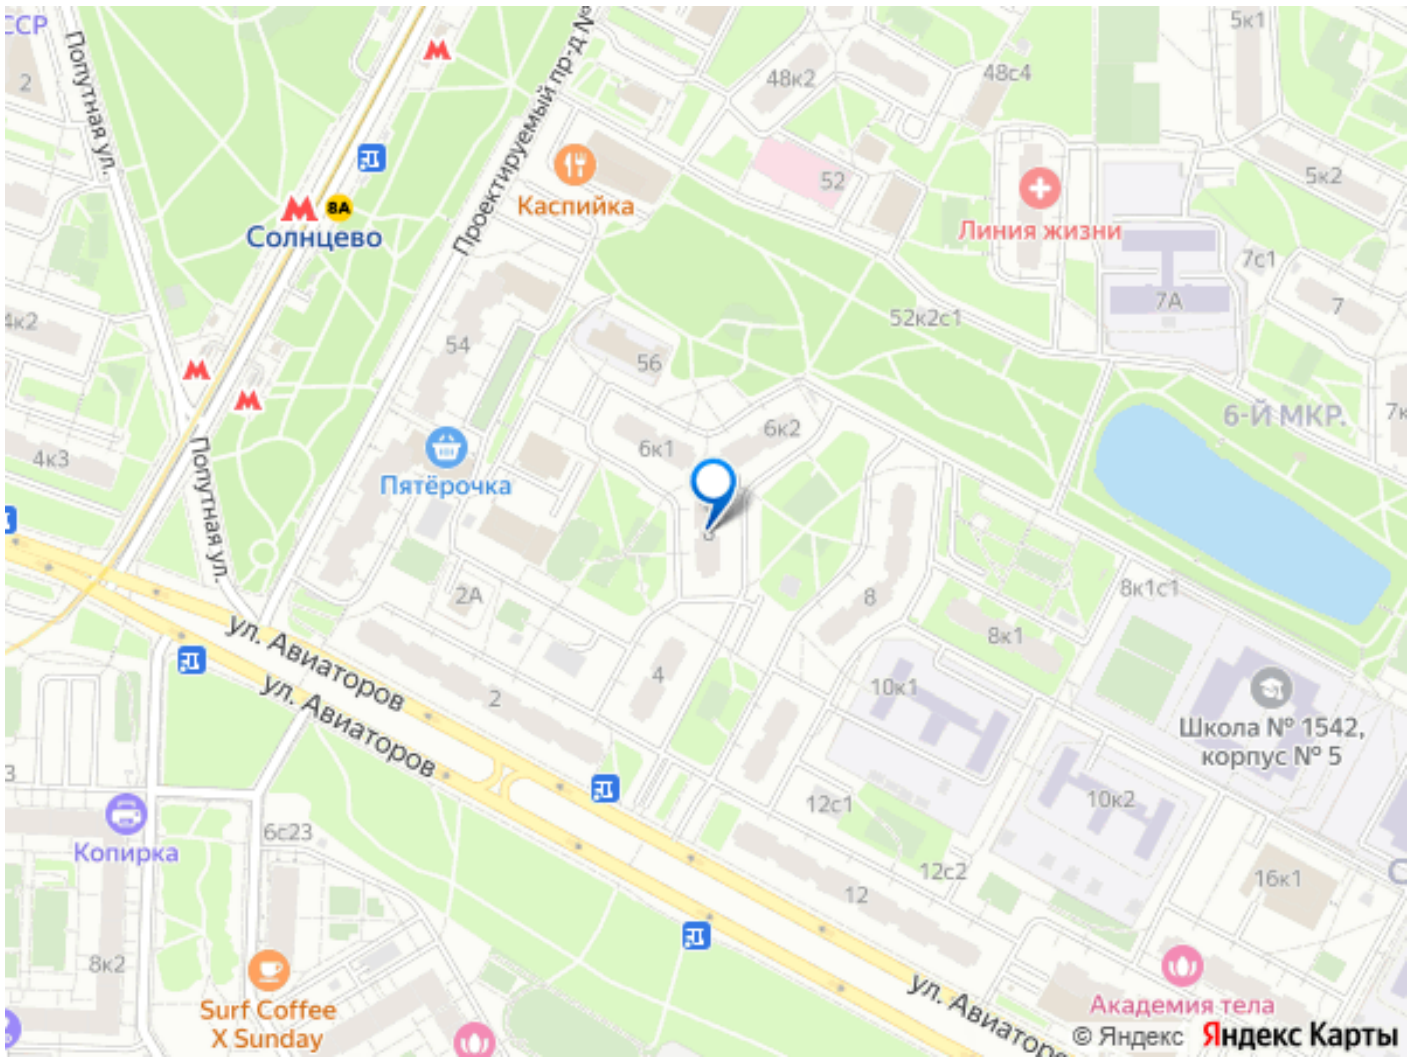 ССР
2
Попутная ул.
Проектируемый пр-д №
48к2
48с4
5к1
5к2
52
Каспийка
Линия жизни
8А
Солнцево
7с1
7А
7
4к2
54
56
52к2с1
6-Й МКР.
7к
6к1
6к2
4к3
Пятёрочка
Попутная ул.
2А
8
8к1
8к1с1
ул. Авиаторов
ул. Авиаторов
2
4
10к1
Школа № 1542,
корпус № 5
3
10к2
12с1
6с23
Копирка
12с2
12
16к1
С
8к2
Surf Coffee
X Sunday
Академия тела
ул. Авиаторо
© Яндекс Яндекс Карты